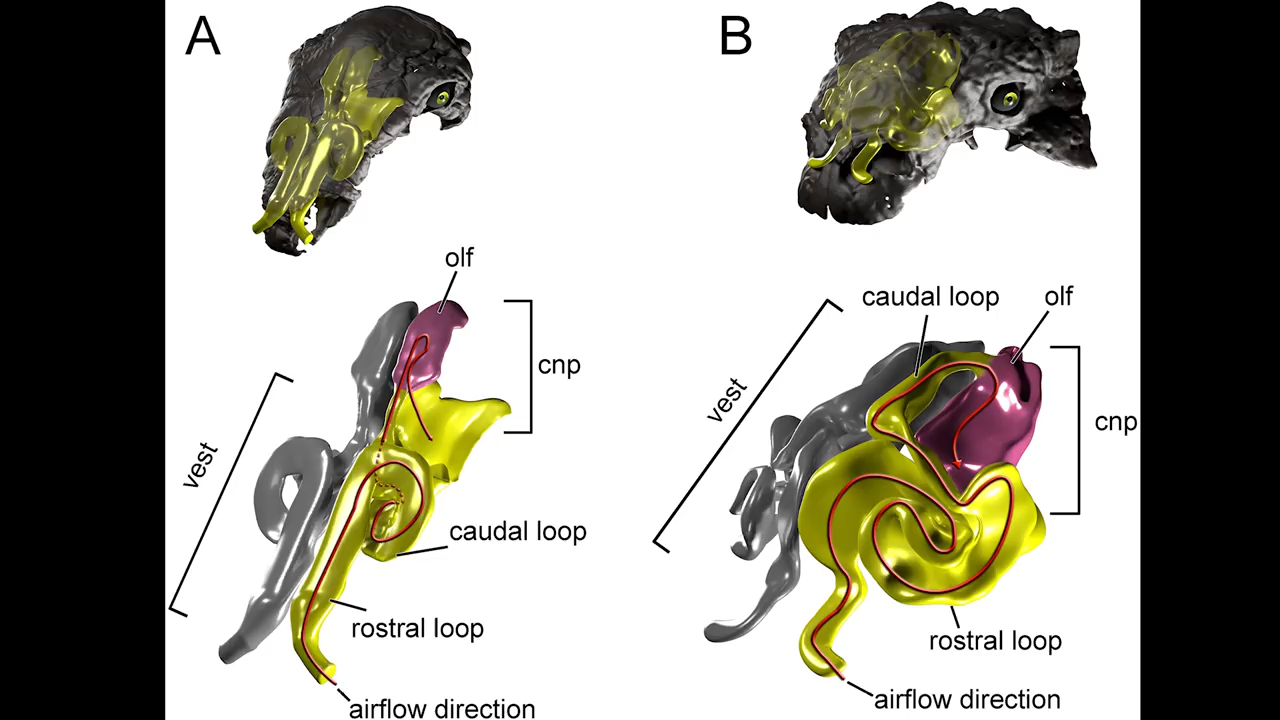 A
B
olf
cnp
vest
caudal loop
rostral loop
airflow direction
caudal loop
olf
vest
cnp
rostral loop
airflow direction